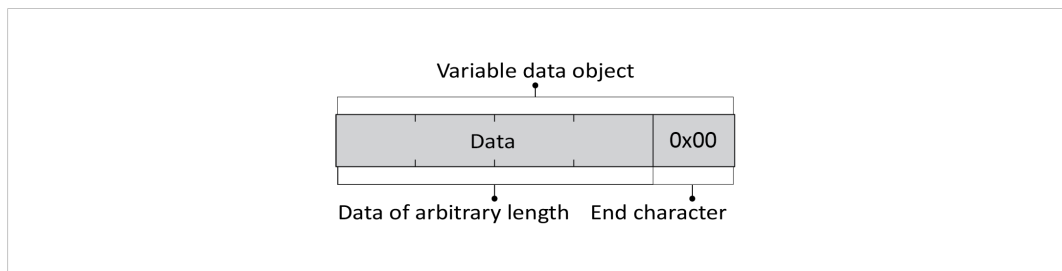 Variable data object
Data 0x00
Data of arbitrary length End character